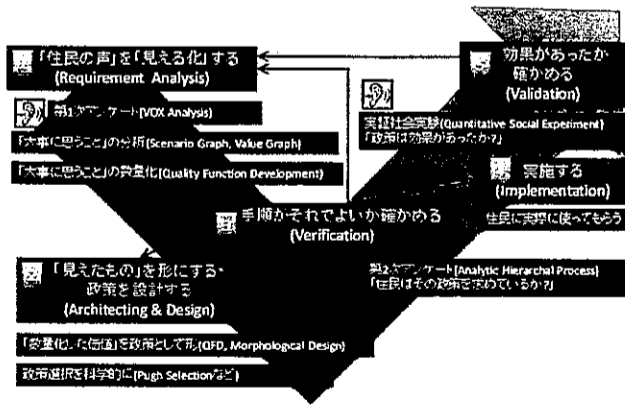 「住民の声」を「見える化」する
(Requirement Analysis)
第1次アンケート(VOX Analysis)
「大事に思うこと」の分析(Scenario Graph, Value Graph)
「大事に思うこと」の数量化(Quality Function Development)
効果があったか
確かめる
(Validation)
実証社会実験(Quantitative Social Experiment)
「政策は効果があったか?」
実施する
(Implementation)
住民に実際に使ってもらう
手順がそれでよいか確かめる
(Verification)
第2次アンケート(Analytic Hierarchal Process)
「住民はその政策を求めているか?」
「見えたもの」を形にする・
政策を設計する
(Architecting & Design)
「数量化した価値」を政策として形(QFD, Morphological Design)
政策選択を科学的に(Pugh Selectionなど)